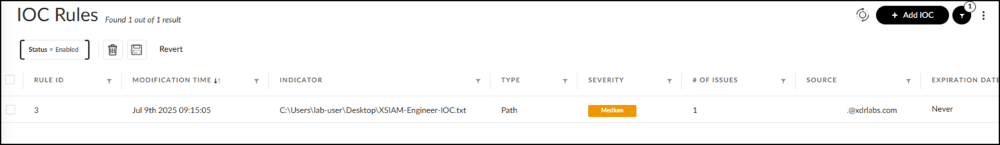 IOC Rules Found 1 out of 1 result
+ Add IOC 1
Status = Enabled Revert
RULE ID MODIFICATION TIME INDICATOR TYPE SEVERITY # OF ISSUES SOURCE EXPIRATION DATE
3 Jul 9th 2025 09:15:05 C:\Users\lab-user\Desktop\XSIAM-Engineer-IOC.txt Path Medium 1 .@xdrlabs.com Never